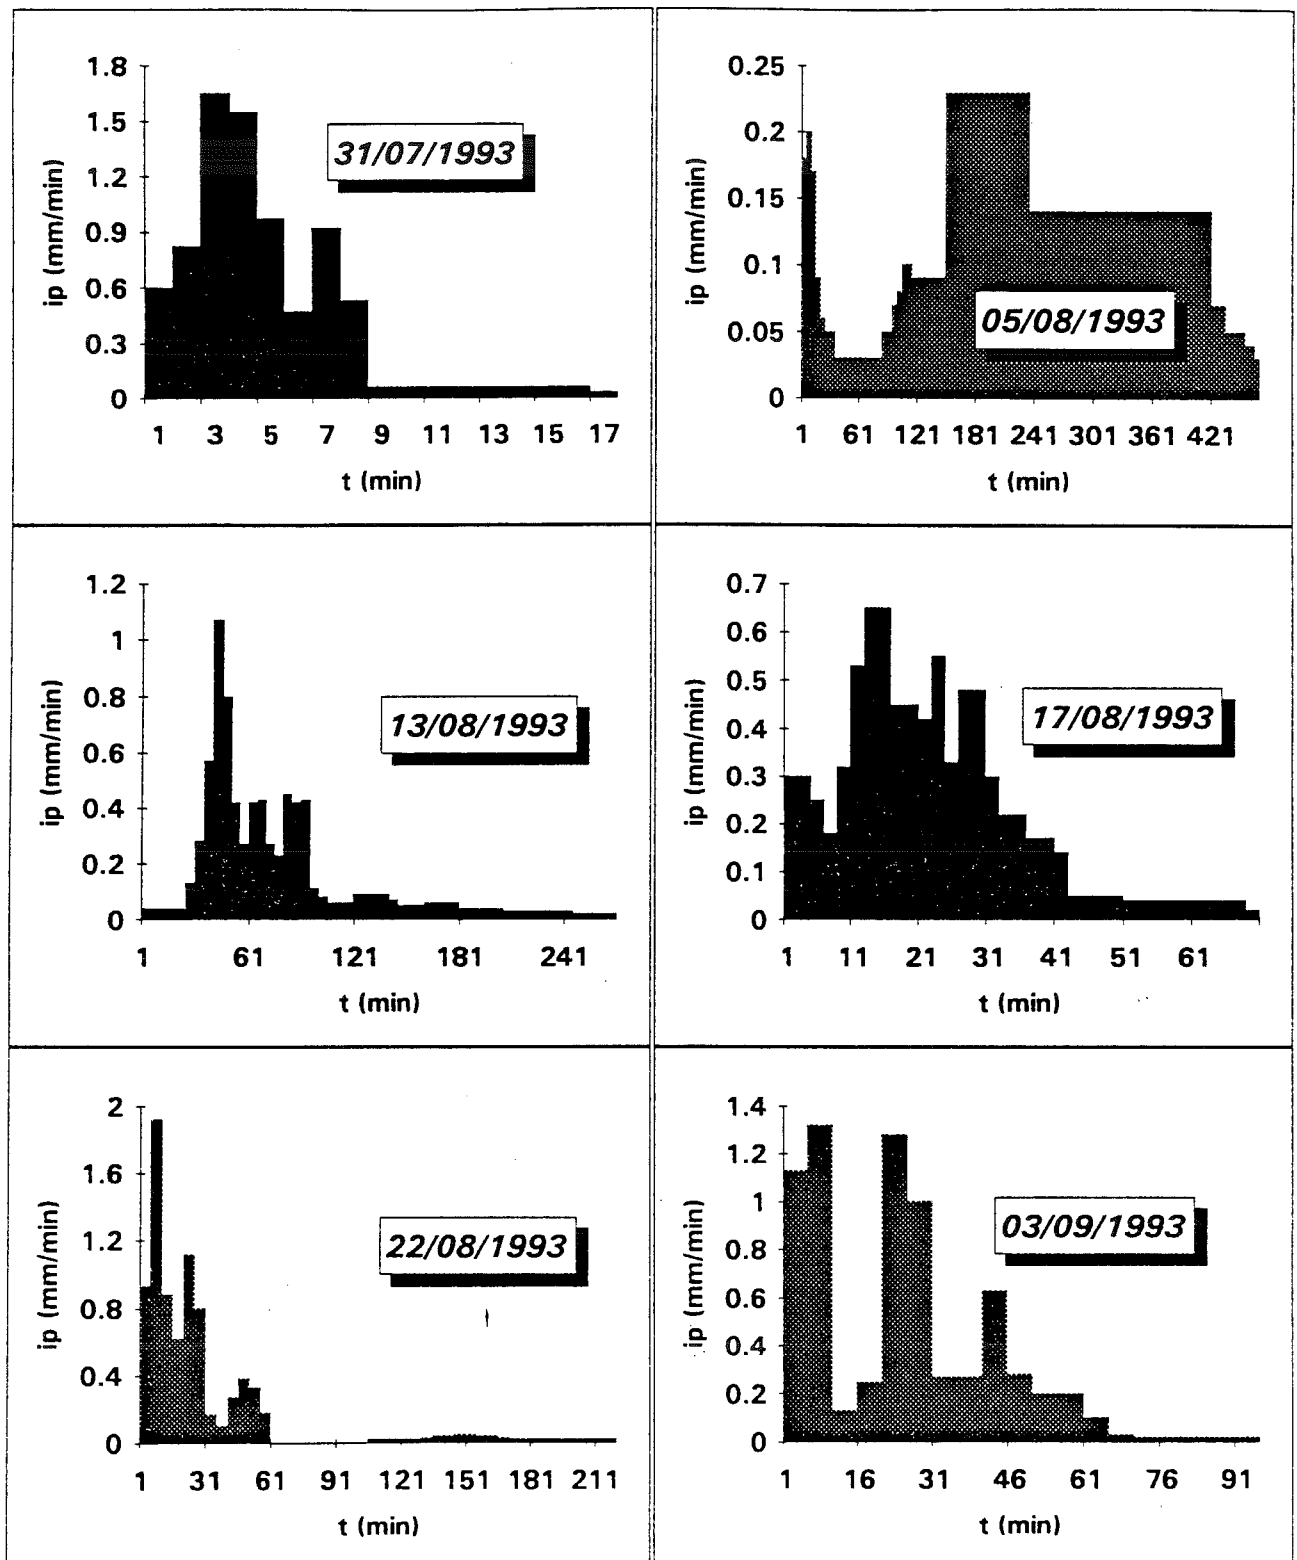 1.8
1.5
1.2
0.9
0.6
0.3
0
ip (mm/min)
31/07/1993
1 3 5 7 9 11 13 15 17
t (min)
0.25
0.2
0.15
0.1
0.05
0
ip (mm/min)
05/08/1993
1 61 121 181 241 301 361 421
t (min)
1.2
1
0.8
0.6
0.4
0.2
0
ip (mm/min)
13/08/1993
1 61 121 181 241
t (min)
0.7
0.6
0.5
0.4
0.3
0.2
0.1
0
ip (mm/min)
17/08/1993
1 11 21 31 41 51 61
t (min)
2
1.6
1.2
0.8
0.4
0
ip (mm/min)
22/08/1993
1 31 61 91 121 151 181 211
t (min)
1.4
1.2
1
0.8
0.6
0.4
0.2
0
ip (mm/min)
03/09/1993
1 16 31 46 61 76 91
t (min)